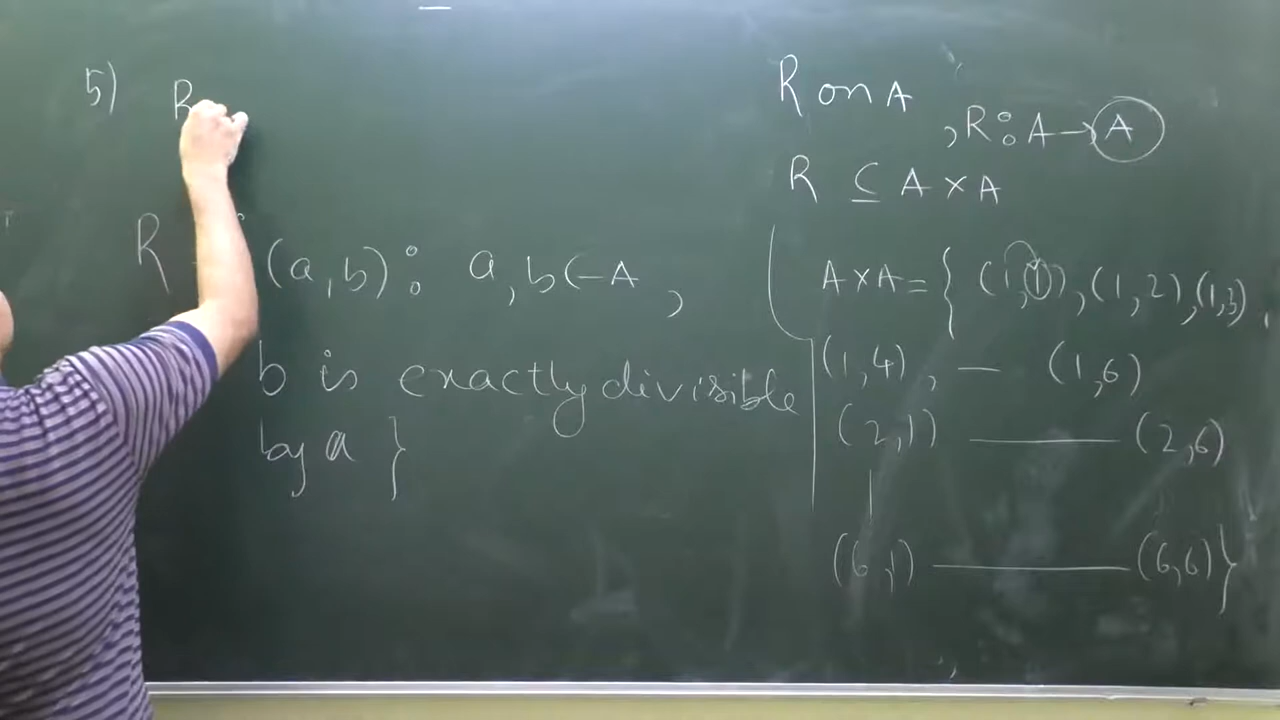 5) R
R (a,b): a,b∈A,
b is exactly divisible
by a }
R on A
, R: A→A
R ⊆ A×A
A×A={ (1,1),(1,2),(1,3),
(1,4), — (1,6)
(2,1) — (2,6)
|
(6,1) — (6,6)}